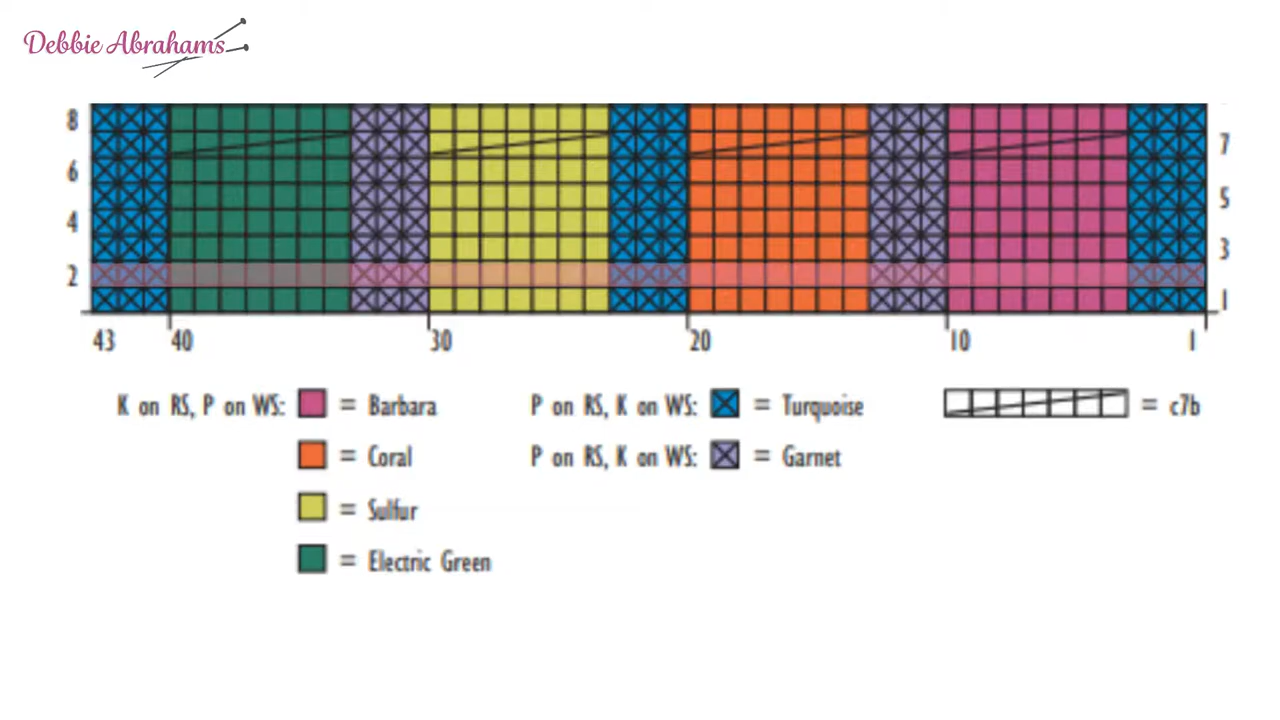 Debbie Abrahams
8
7
6
5
4
3
2
1
43 40 30 20 10 1
K on RS, P on WS: = Barbara P on RS, K on WS: = Turquoise = c7b
= Coral P on RS, K on WS: = Garnet
= Sulfur
= Electric Green